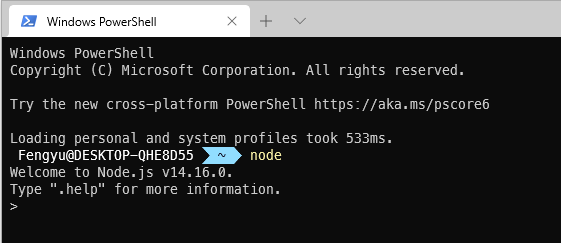 Windows PowerShell
Windows PowerShell
Copyright (C) Microsoft Corporation. All rights reserved.
Try the new cross-platform PowerShell https://aka.ms/pscore6
Loading personal and system profiles took 533ms.
Fengyu@DESKTOP-QHE8D55 ~ node
Welcome to Node.js v14.16.0.
Type ".help" for more information.
>